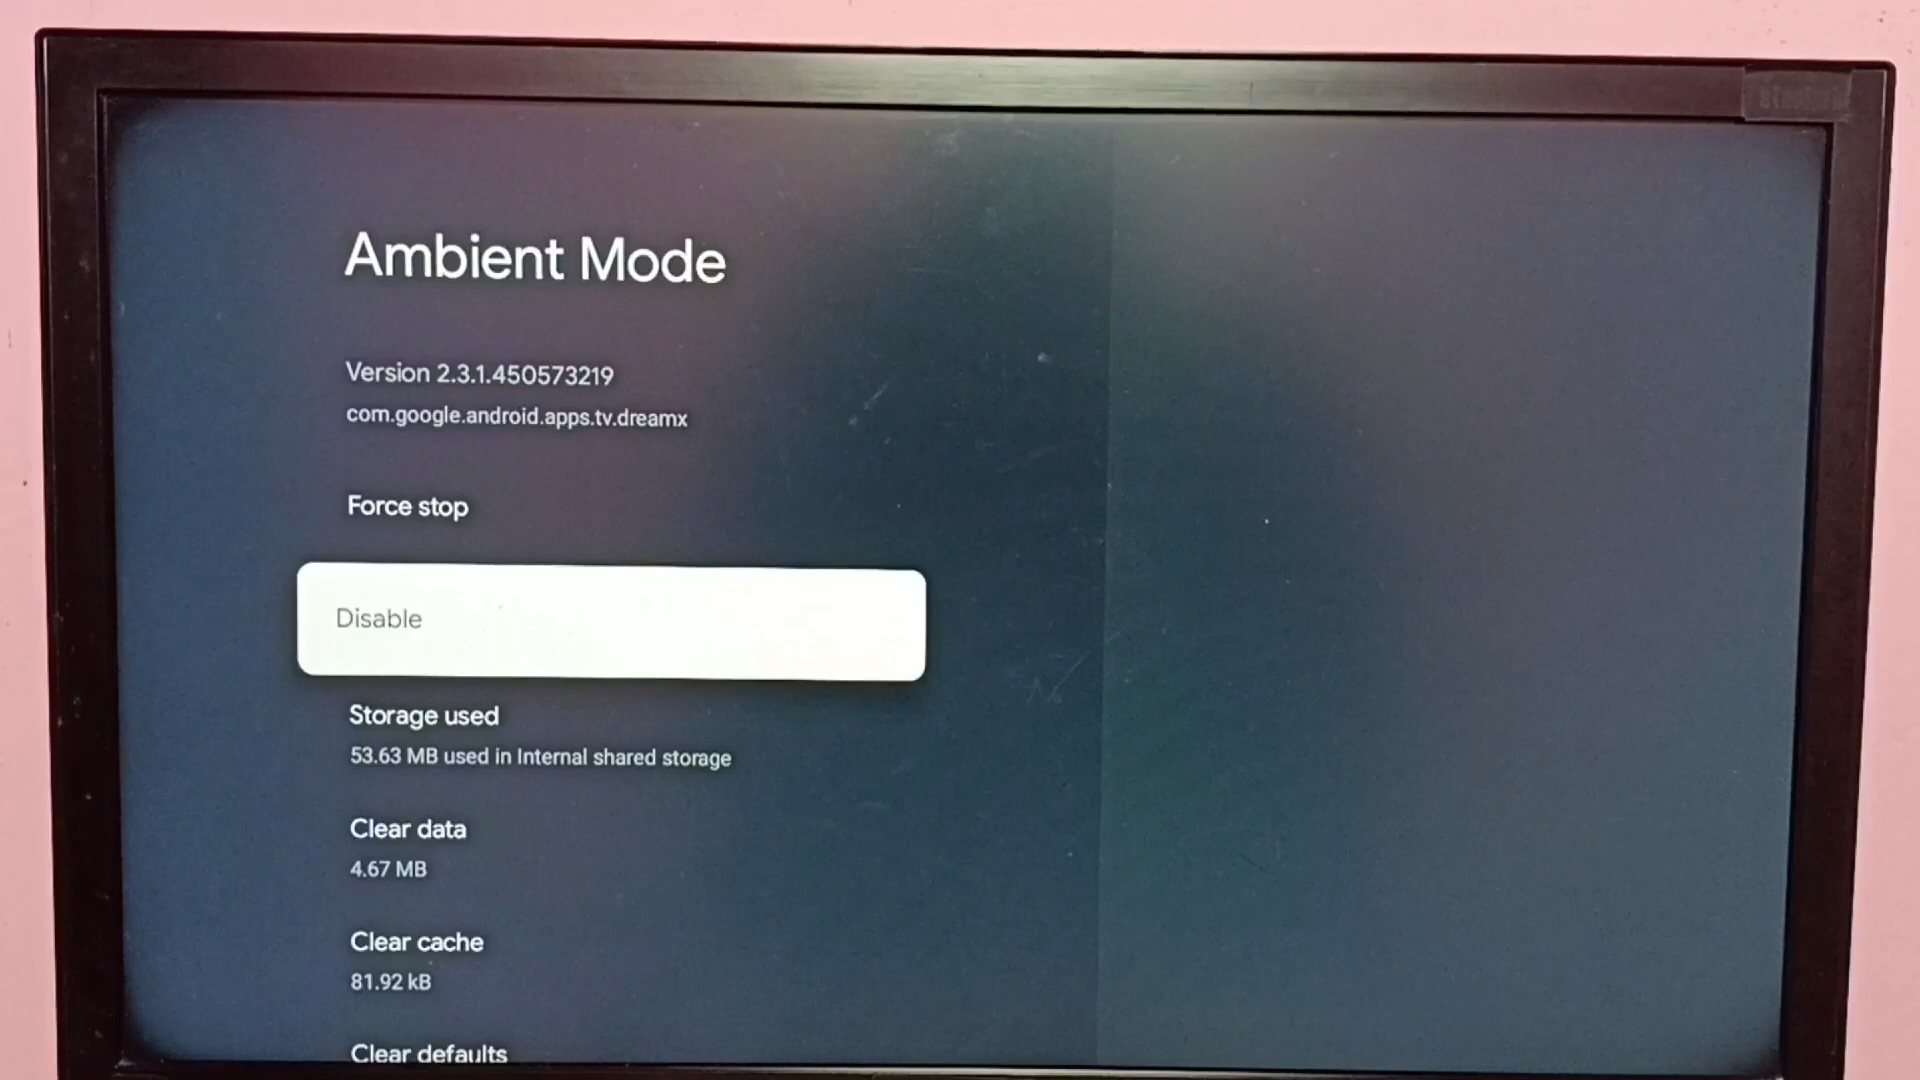 Ambient Mode
Version 2.3.1.450573219
com.google.android.apps.tv.dreamx
Force stop
Disable
Storage used
53.63 MB used in Internal shared storage
Clear data
4.67 MB
Clear cache
81.92 kB
Clear defaults